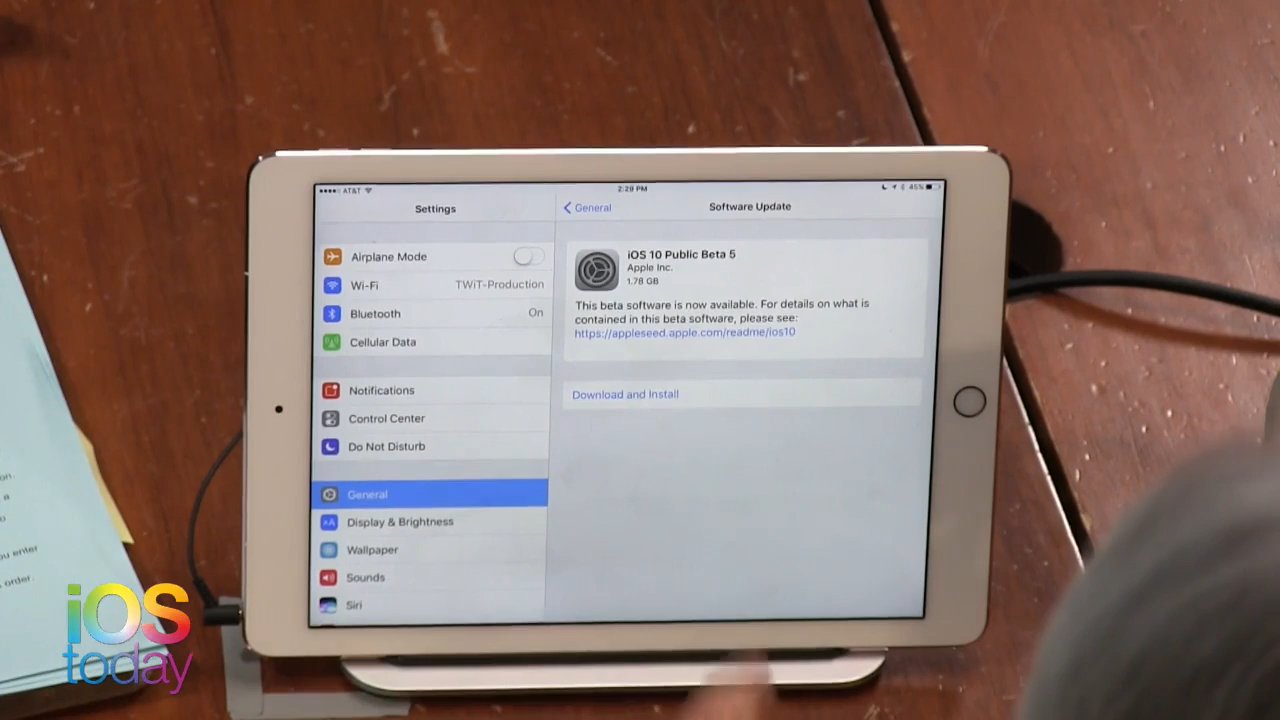 AT&T
2:29 PM
45%
Settings
General
Software Update
Airplane Mode
Wi-Fi
TWiT-Production
Bluetooth
On
Cellular Data
Notifications
Control Center
Do Not Disturb
General
Display & Brightness
Wallpaper
Sounds
Siri
iOS 10 Public Beta 5
Apple Inc.
1.78 GB
This beta software is now available. For details on what is
contained in this beta software, please see:
https://appleseed.apple.com/readme/ios10
Download and Install
a
enter
order.
iOS
today